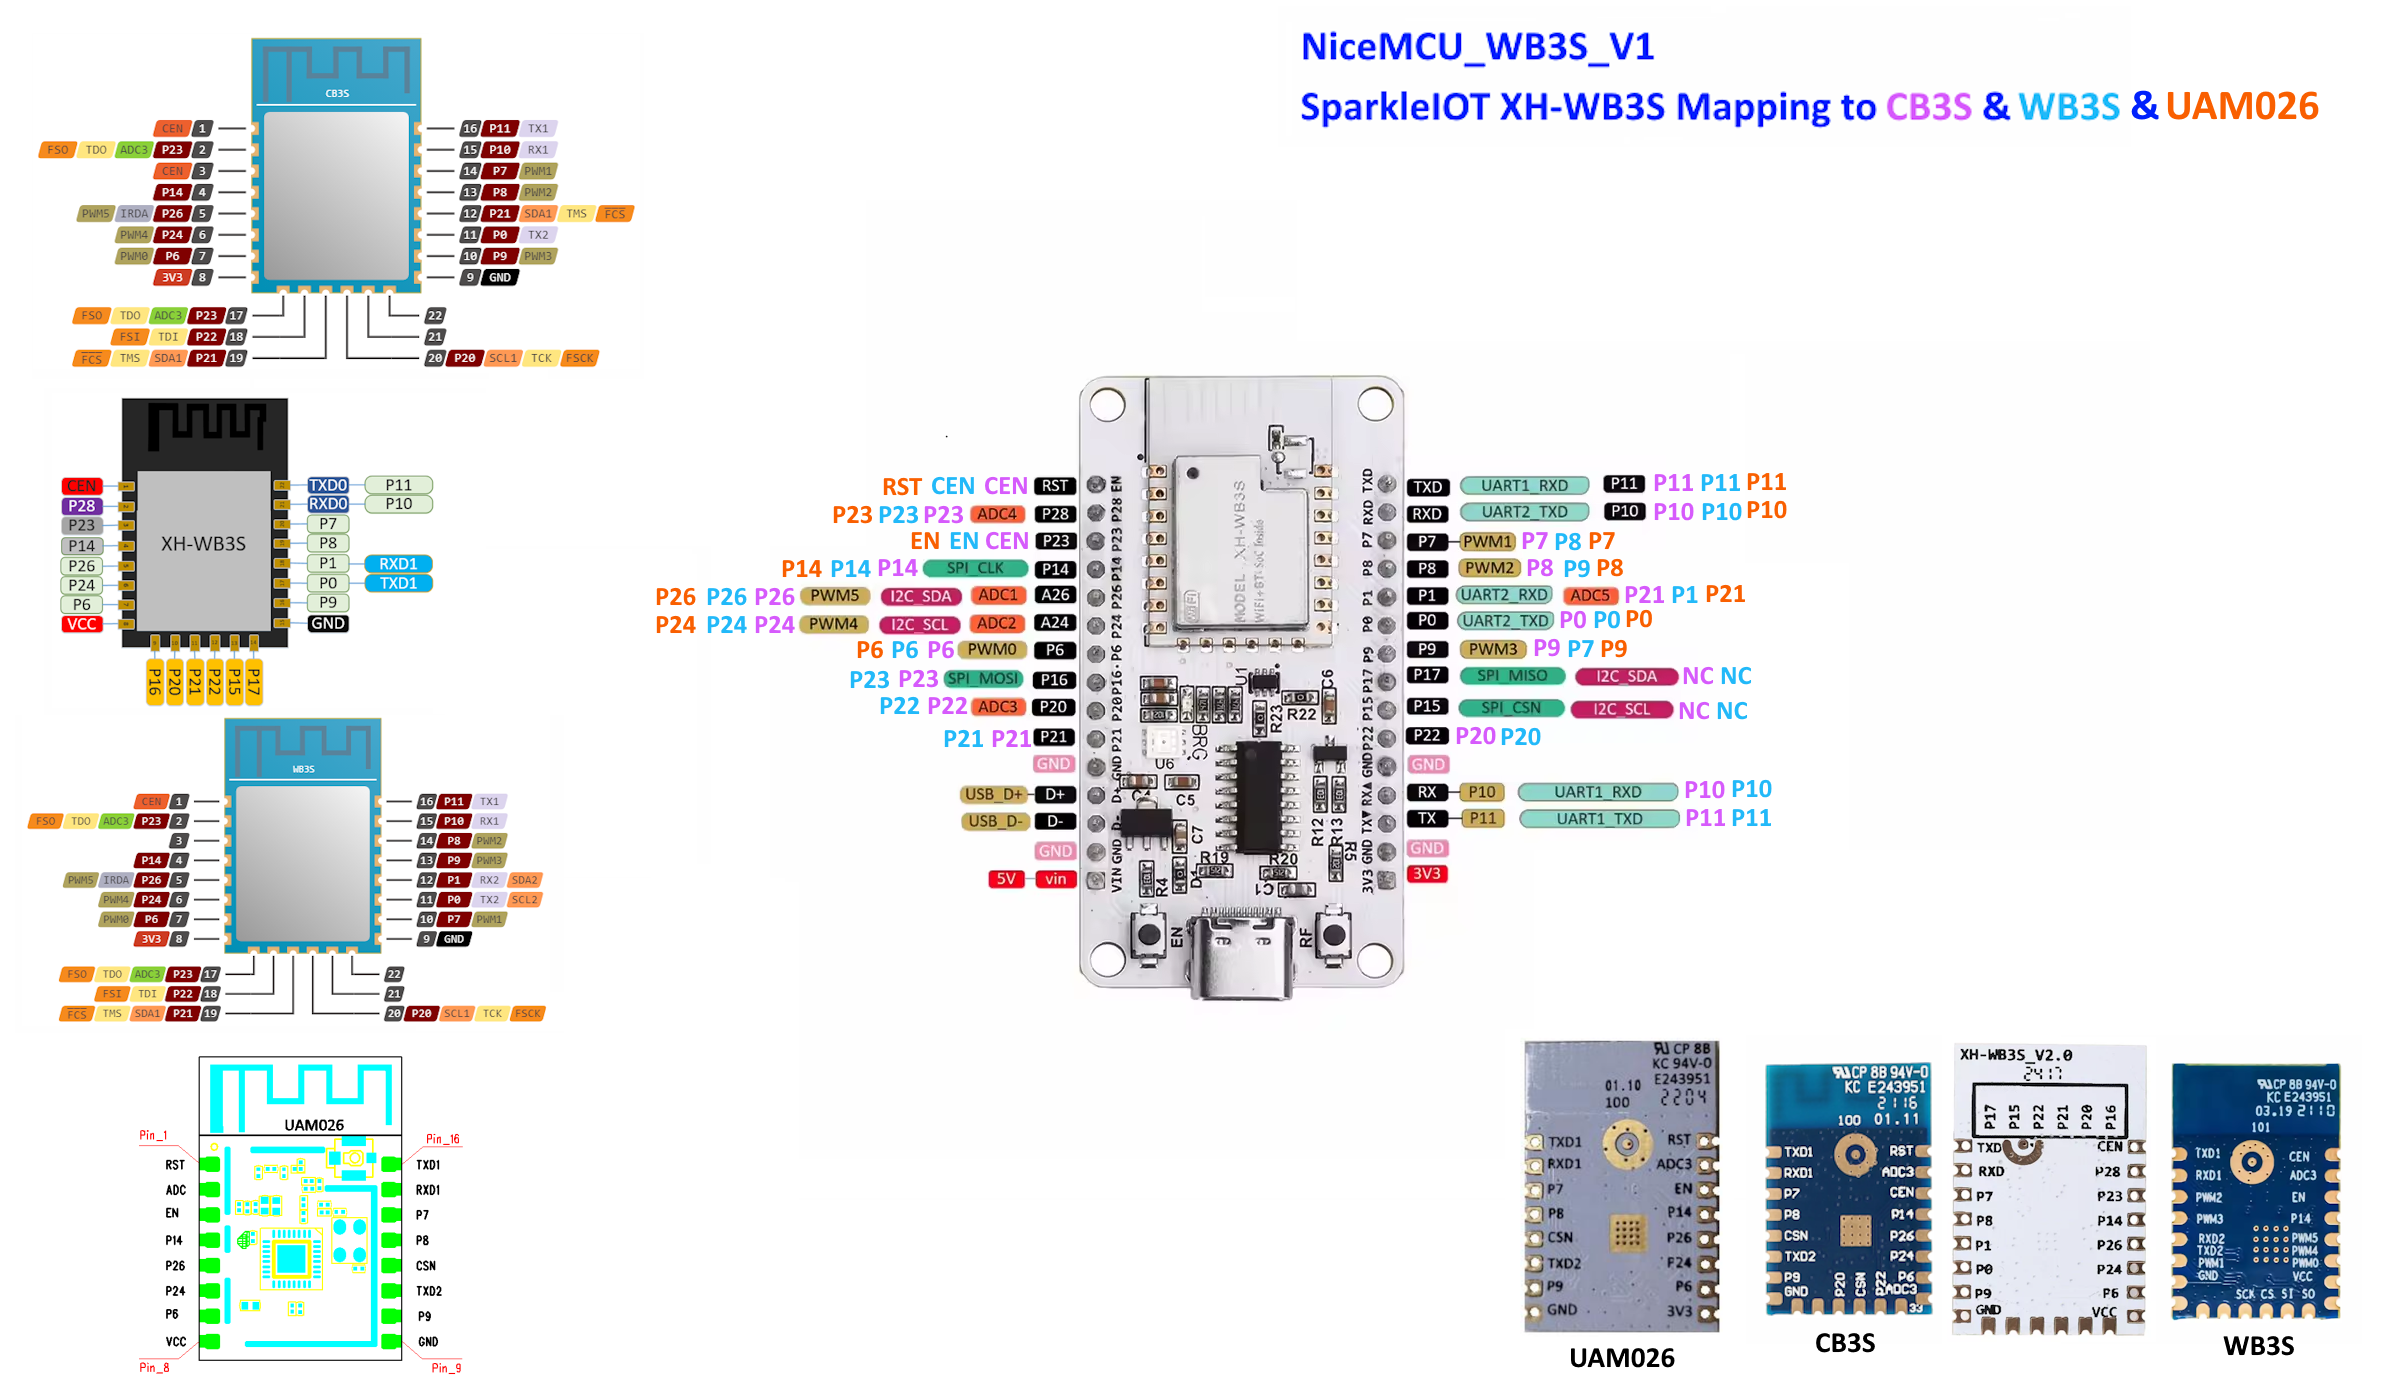 NiceMCU_WB3S_V1
SparkleIOT XH-WB3S Mapping to CB3S & WB3S & UAM026
CB3S
CEN 1 16 P11 TX1
FSO TDO ADC3 P23 2 15 P10 RX1
CEN 3 14 P7 PWM1
P14 4 13 P8 PWM2
PWM5 IRDA P26 5 12 P21 SDA1 TMS FCS
PWM4 P24 6 11 P0 TX2
PWM0 P6 7 10 P9 PWM3
3V3 8 9 GND
FSO TDO ADC3 P23 17 22
FSI TDI P22 18 21
FCS TMS SDA1 P21 19 20 P20 SCL1 TCK FSCK
XH-WB3S
CEN TXD0 P11
P28 RXD0 P10
P23 P7
P14 P8
P26 P1 RXD1
P24 P0 TXD1
P6 P9
VCC GND
P16 P20 P21 P22 P15 P17
WB3S
CEN 1 16 P11 TX1
FSO TDO ADC3 P23 2 15 P10 RX1
3 14 P8 PWM2
P14 4 13 P9 PWM3
PWM5 IRDA P26 5 12 P1 RX2 SDA2
PWM4 P24 6 11 P0 TX2 SCL2
PWM0 P6 7 10 P7 PWM1
3V3 8 9 GND
FSO TDO ADC3 P23 17 22
FSI TDI P22 18 21
FCS TMS SDA1 P21 19 20 P20 SCL1 TCK FSCK
UAM026
Pin_1 Pin_16
RST TXD1
ADC RXD1
EN P7
P14 P8
P26 CSN
P24 TXD2
P6 P9
VCC GND
Pin_8 Pin_9
RST CEN CEN RST
P23 P23 P23 ADC4 P28
EN EN CEN P23
P14 P14 P14 SPI_CLK P14
P26 P26 P26 PWM5 I2C_SDA ADC1 A26
P24 P24 P24 PWM4 I2C_SCL ADC2 A24
P6 P6 P6 PWM0 P6
P23 P23 SPI_MOSI P16
P22 P22 ADC3 P20
P21 P21 P21
GND
USB_D+ D+
USB_D- D-
GND
5V vin
EN P28 P23 P14 P26 P24 P6 P16 P20 P21 GND D+ D- GND VIN
MODEL XH-WB3S
WiFi+BT SoC Inside
WiFi
U1 C6
R22
R23
BRG
U6
C5
C7
R12 R13
R19 R20 R5
R4 D1 C1
EN RF
TXD RXD P7 P8 P1 P0 P9 P17 P15 P22 GND RX TX GND 3V3
TXD UART1_RXD P11 P11 P11 P11
RXD UART2_TXD P10 P10 P10 P10
P7 PWM1 P7 P8 P7
P8 PWM2 P8 P9 P8
P1 UART2_RXD ADC5 P21 P1 P21
P0 UART2_TXD P0 P0 P0
P9 PWM3 P9 P7 P9
P17 SPI_MISO I2C_SDA NC NC
P15 SPI_CSN I2C_SCL NC NC
P22 P20 P20
GND
RX P10 UART1_RXD P10 P10
TX P11 UART1_TXD P11 P11
GND
3V3
CP 8B
KC 94V-0
01.10 E243951
100 2204
TXD1 RST
RXD1 ADC3
P7 EN
P8 P14
CSN P26
TXD2 P24
P9 P6
GND 3V3
UAM026
CP 8B 94V-0
KC E243951
2116
100 01.11
TXD1 RST
RXD1 ADC3
P7 CEN
P8 P14
CSN P26
TXD2 P24
P9 P20 CSN P22 P6
GND ADC3
33
CB3S
XH-WB3S_V2.0
2417
P17 P15 P22 P21 P20 P16
TXD CEN
RXD P28
P7 P23
P8 P14
P1 P26
P0 P24
P9 P6
GND VCC
CP 8B 94V-0
KC E243951
03.19 2110
101
TXD1 CEN
RXD1 ADC3
PWM2 EN
PWM3 P14
RXD2 PWM5
TXD2 PWM4
PWM1 PWM0
GND VCC
SCK CS SI SO
WB3S